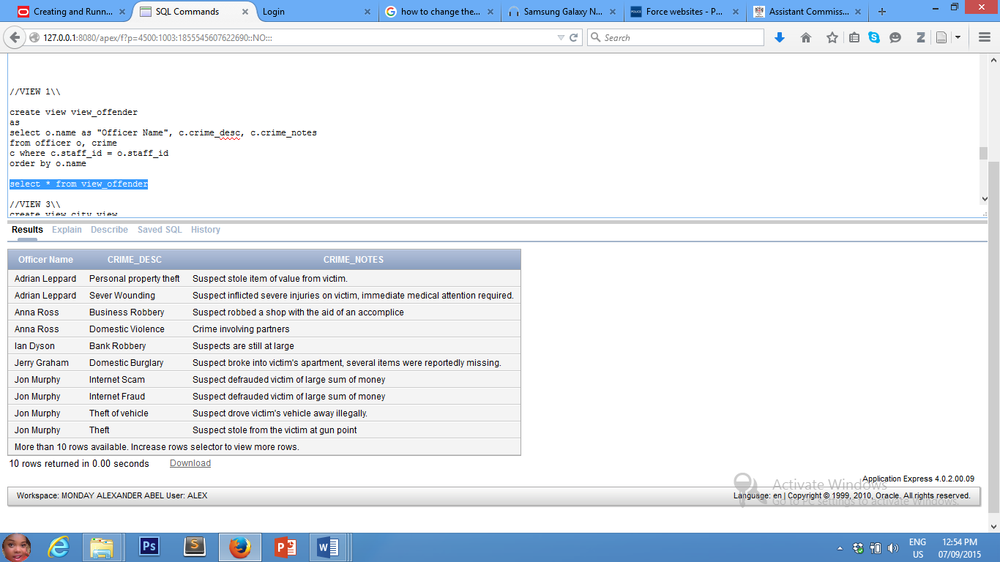 Creating and Runn...
SQL Commands
Login
how to change the...
Samsung Galaxy N...
Force websites - P...
Assistant Commiss...
127.0.0.1:8080/apex/f?p=4500:1003:1855545607622690::NO:::
Search
//VIEW 1\\
create view view_offender
as
select o.name as "Officer Name", c.crime_desc, c.crime_notes
from officer o, crime
c where c.staff_id = o.staff_id
order by o.name
select * from view_offender
//VIEW 3\\
create view city_view
Results Explain Describe Saved SQL History
Officer Name CRIME_DESC CRIME_NOTES
Adrian Leppard Personal property theft Suspect stole item of value from victim.
Adrian Leppard Sever Wounding Suspect inflicted severe injuries on victim, immediate medical attention required.
Anna Ross Business Robbery Suspect robbed a shop with the aid of an accomplice
Anna Ross Domestic Violence Crime involving partners
Ian Dyson Bank Robbery Suspects are still at large
Jerry Graham Domestic Burglary Suspect broke into victim's apartment, several items were reportedly missing.
Jon Murphy Internet Scam Suspect defrauded victim of large sum of money
Jon Murphy Internet Fraud Suspect defrauded victim of large sum of money
Jon Murphy Theft of vehicle Suspect drove victim's vehicle away illegally.
Jon Murphy Theft Suspect stole from the victim at gun point
More than 10 rows available. Increase rows selector to view more rows.
10 rows returned in 0.00 seconds Download
Application Express 4.0.2.00.09
Activate Windows
Workspace: MONDAY ALEXANDER ABEL User: ALEX
Language: en | Copyright © 1999, 2010, Oracle. All rights reserved.
Go to PC settings to activate Windows.
ENG 12:54 PM
US 07/09/2015